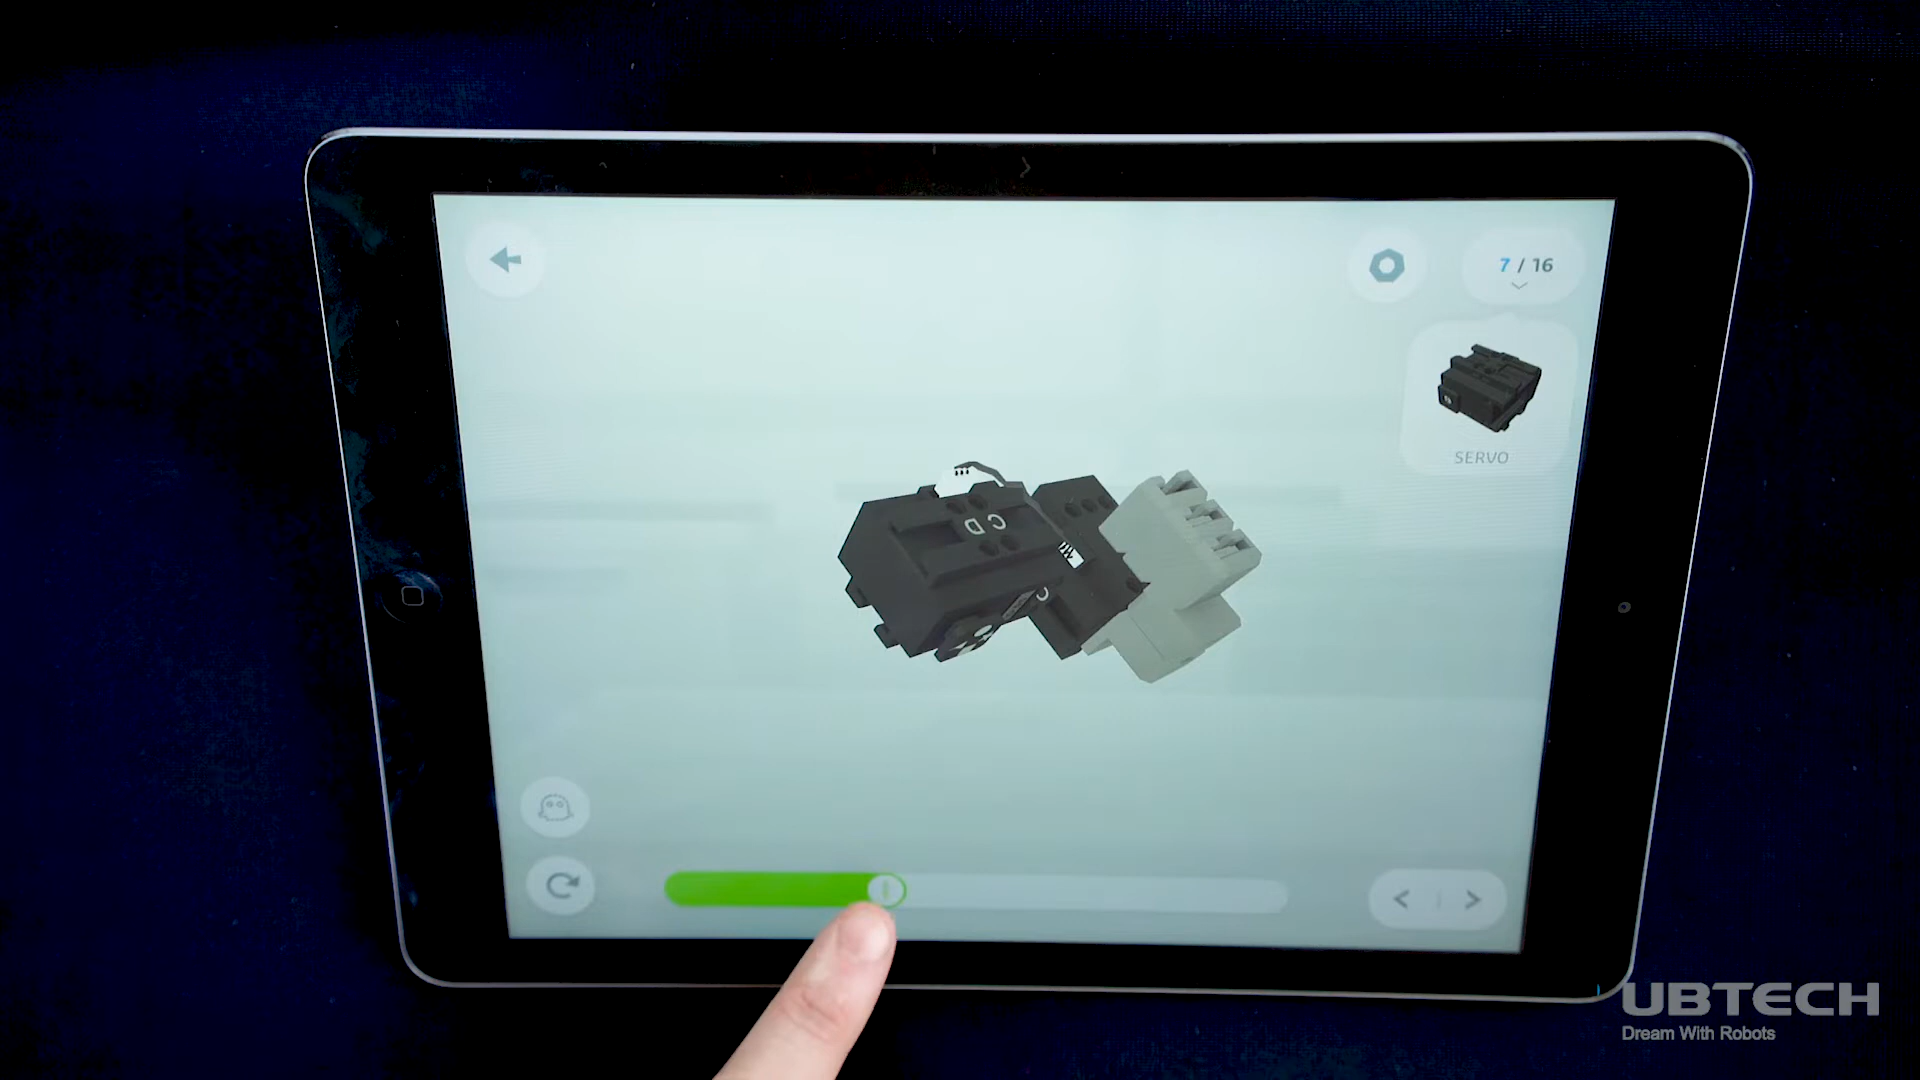 7 / 16
SERVO
C D
C
UBTECH
Dream With Robots